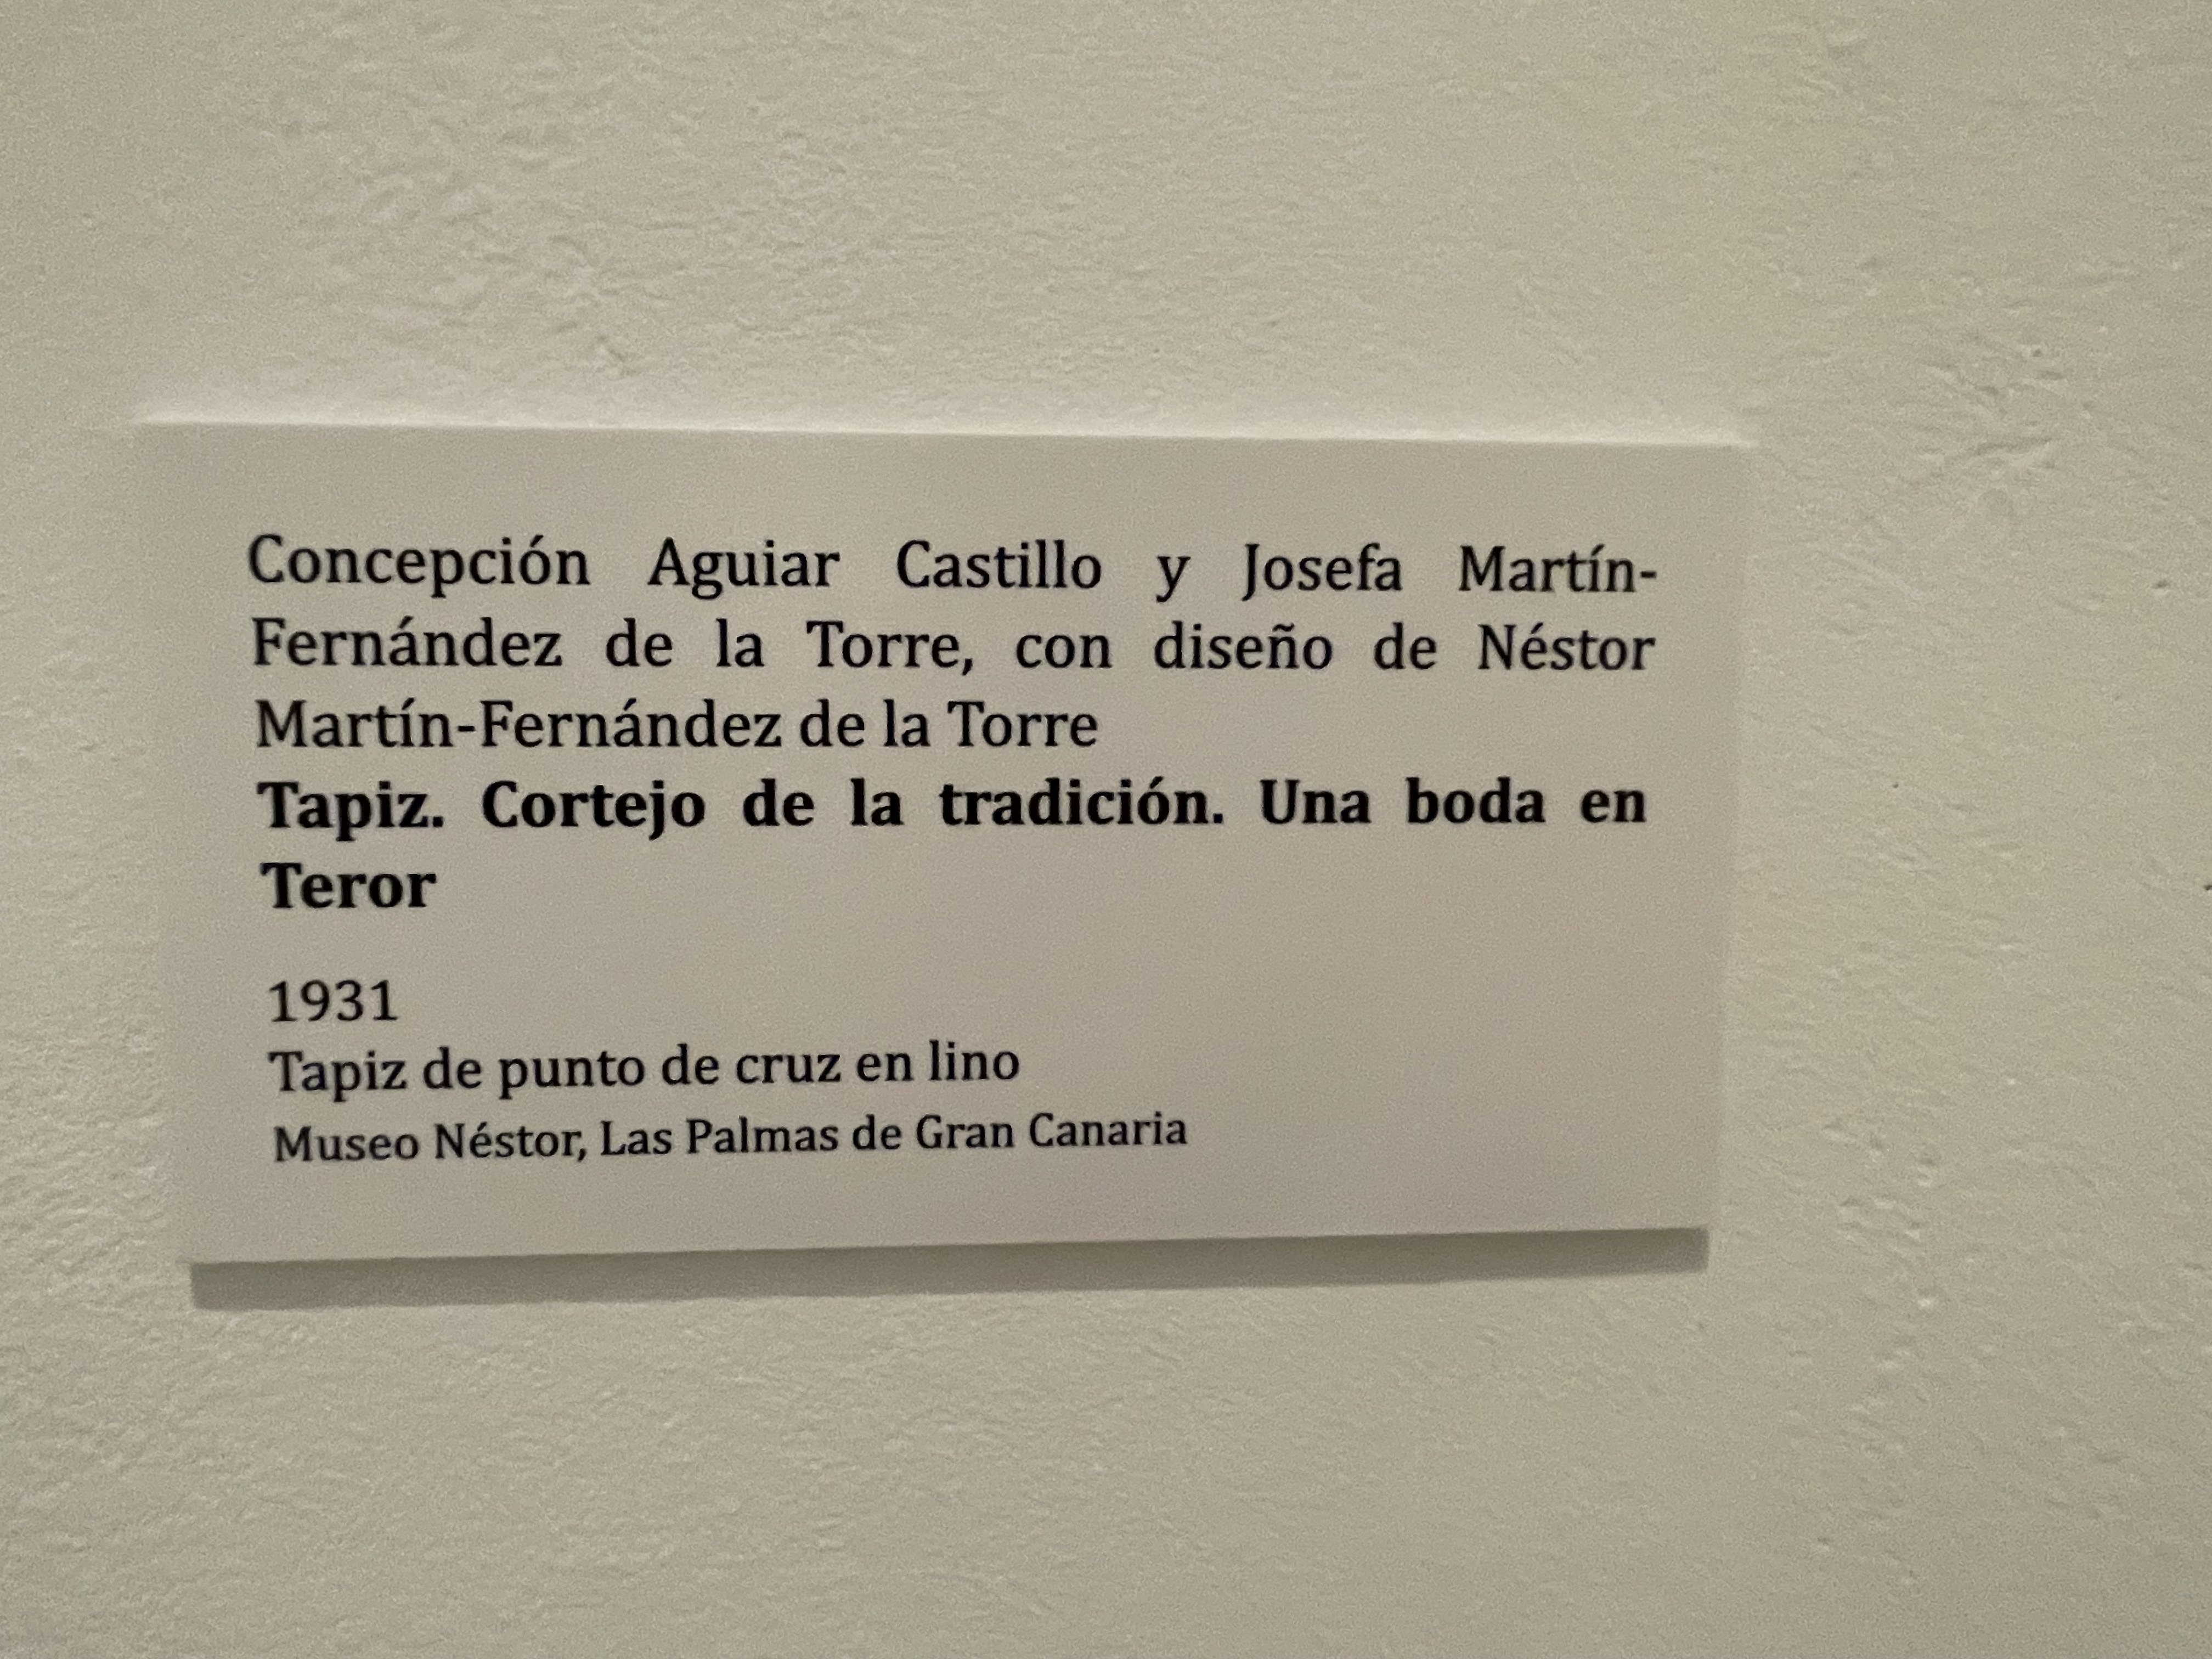 Concepción Aguiar Castillo y Josefa Martín-
Fernández de la Torre, con diseño de Néstor
Martín-Fernández de la Torre
Tapiz. Cortejo de la tradición. Una boda en
Teror
1931
Tapiz de punto de cruz en lino
Museo Néstor, Las Palmas de Gran Canaria